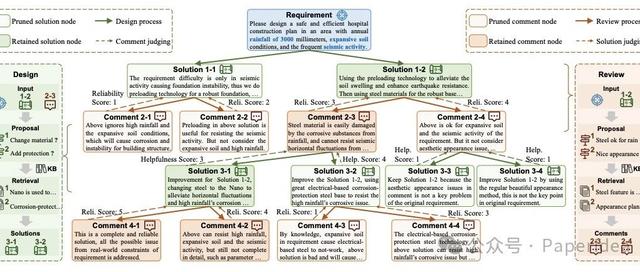 Pruned solution node
Design process
Retained solution node
Comment judging
Requirement
Please design a safe and efficient hospital
construction plan in an area with annual
rainfall of 3000 millimeters, expansive soil
conditions, and the frequent seismic activity.
Pruned comment node
Review process
Retained comment node
Solution judging
Design
Input
1-2
2-3
Proposal
Change material ?
Add protection ?
KB
Retrieval
Nano is used to…
Corrosion-protect…
Solutions
3-1
3-2
Reliability
Score: 1
Solution 1-1
The requirement difficulty is only in seismic
activity causing foundation instability, thus we do
preloading technology for a robust foundation, …
Reli. Score: 2
Solution 1-2
Using the preloading technology to alleviate the
soil swelling and enhance earthquake resistance.
Then using steel materials for the robust base…
Reli. Score: 3
Reli. Score: 4
Comment 2-1
Above ignores high rainfall and
the expansive soil conditions,
which will cause corrosion and
instability for building structure
Comment 2-2
Preloading in above solution is
useful for resisting the seismic
activity. But not consider the
expansive soil and high rainfall.
Comment 2-3
Steel material is easily damaged
by the corrosive substances from
rainfall, and cannot resist seismic
horizontal fluctuations from …
Comment 2-4
Above is ok for expansive soil
and the seismic activity of the
requirement. But not consider
aesthetic appearance issue, …
Helpfulness Score: 3
Help. Score: 4
Help.
Score: 1
Help.
Score: 1
Solution 3-1
Improvement for Solution 1-2,
changing steel to the Nano to
alleviate horizontal fluctuations
and high rainfall's corrosion …
Solution 3-2
Improve the Solution 1-2, using
great electrical-based corrosion-
protection steel base to resist the
high rainfall's corrosive issue.
Solution 3-3
Keep Solution 1-2 because the
aesthetic appearance issues in
comment is not a key problem
of the original requirement.
Solution 3-4
Improve Solution 1-2 by using
the regular beautiful appearance
method, this is not the key point
of original requirement.
Reli. Score: 5
Reli. Score: 4
Reli. Score: 3
Comment 4-1
This is a complete and reliable
solution, all the possible issue
from real-world constraints of
requirement is addressed.
Comment 4-2
Above can resist high rainfall,
expansive soil and the seismic
activity, but still not complete
in detail, such as parameter …
Comment 4-3
By knowledge, expansive soil
in requirement cause electrical-
based steel to not-work, above
solution is bad and will cause…
Comment 4-4
The electrical-based corrosion-
Review
Input
1-2
Proposal
Steel ok for rain
Nice appearance
KB
Retrieval
Steel feature …
Appearance plan
Comments
2-3
2-4
公众号 ·